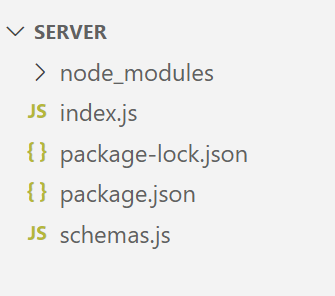 SERVER
node_modules
JS index.js
{} package-lock.json
{} package.json
JS schemas.js